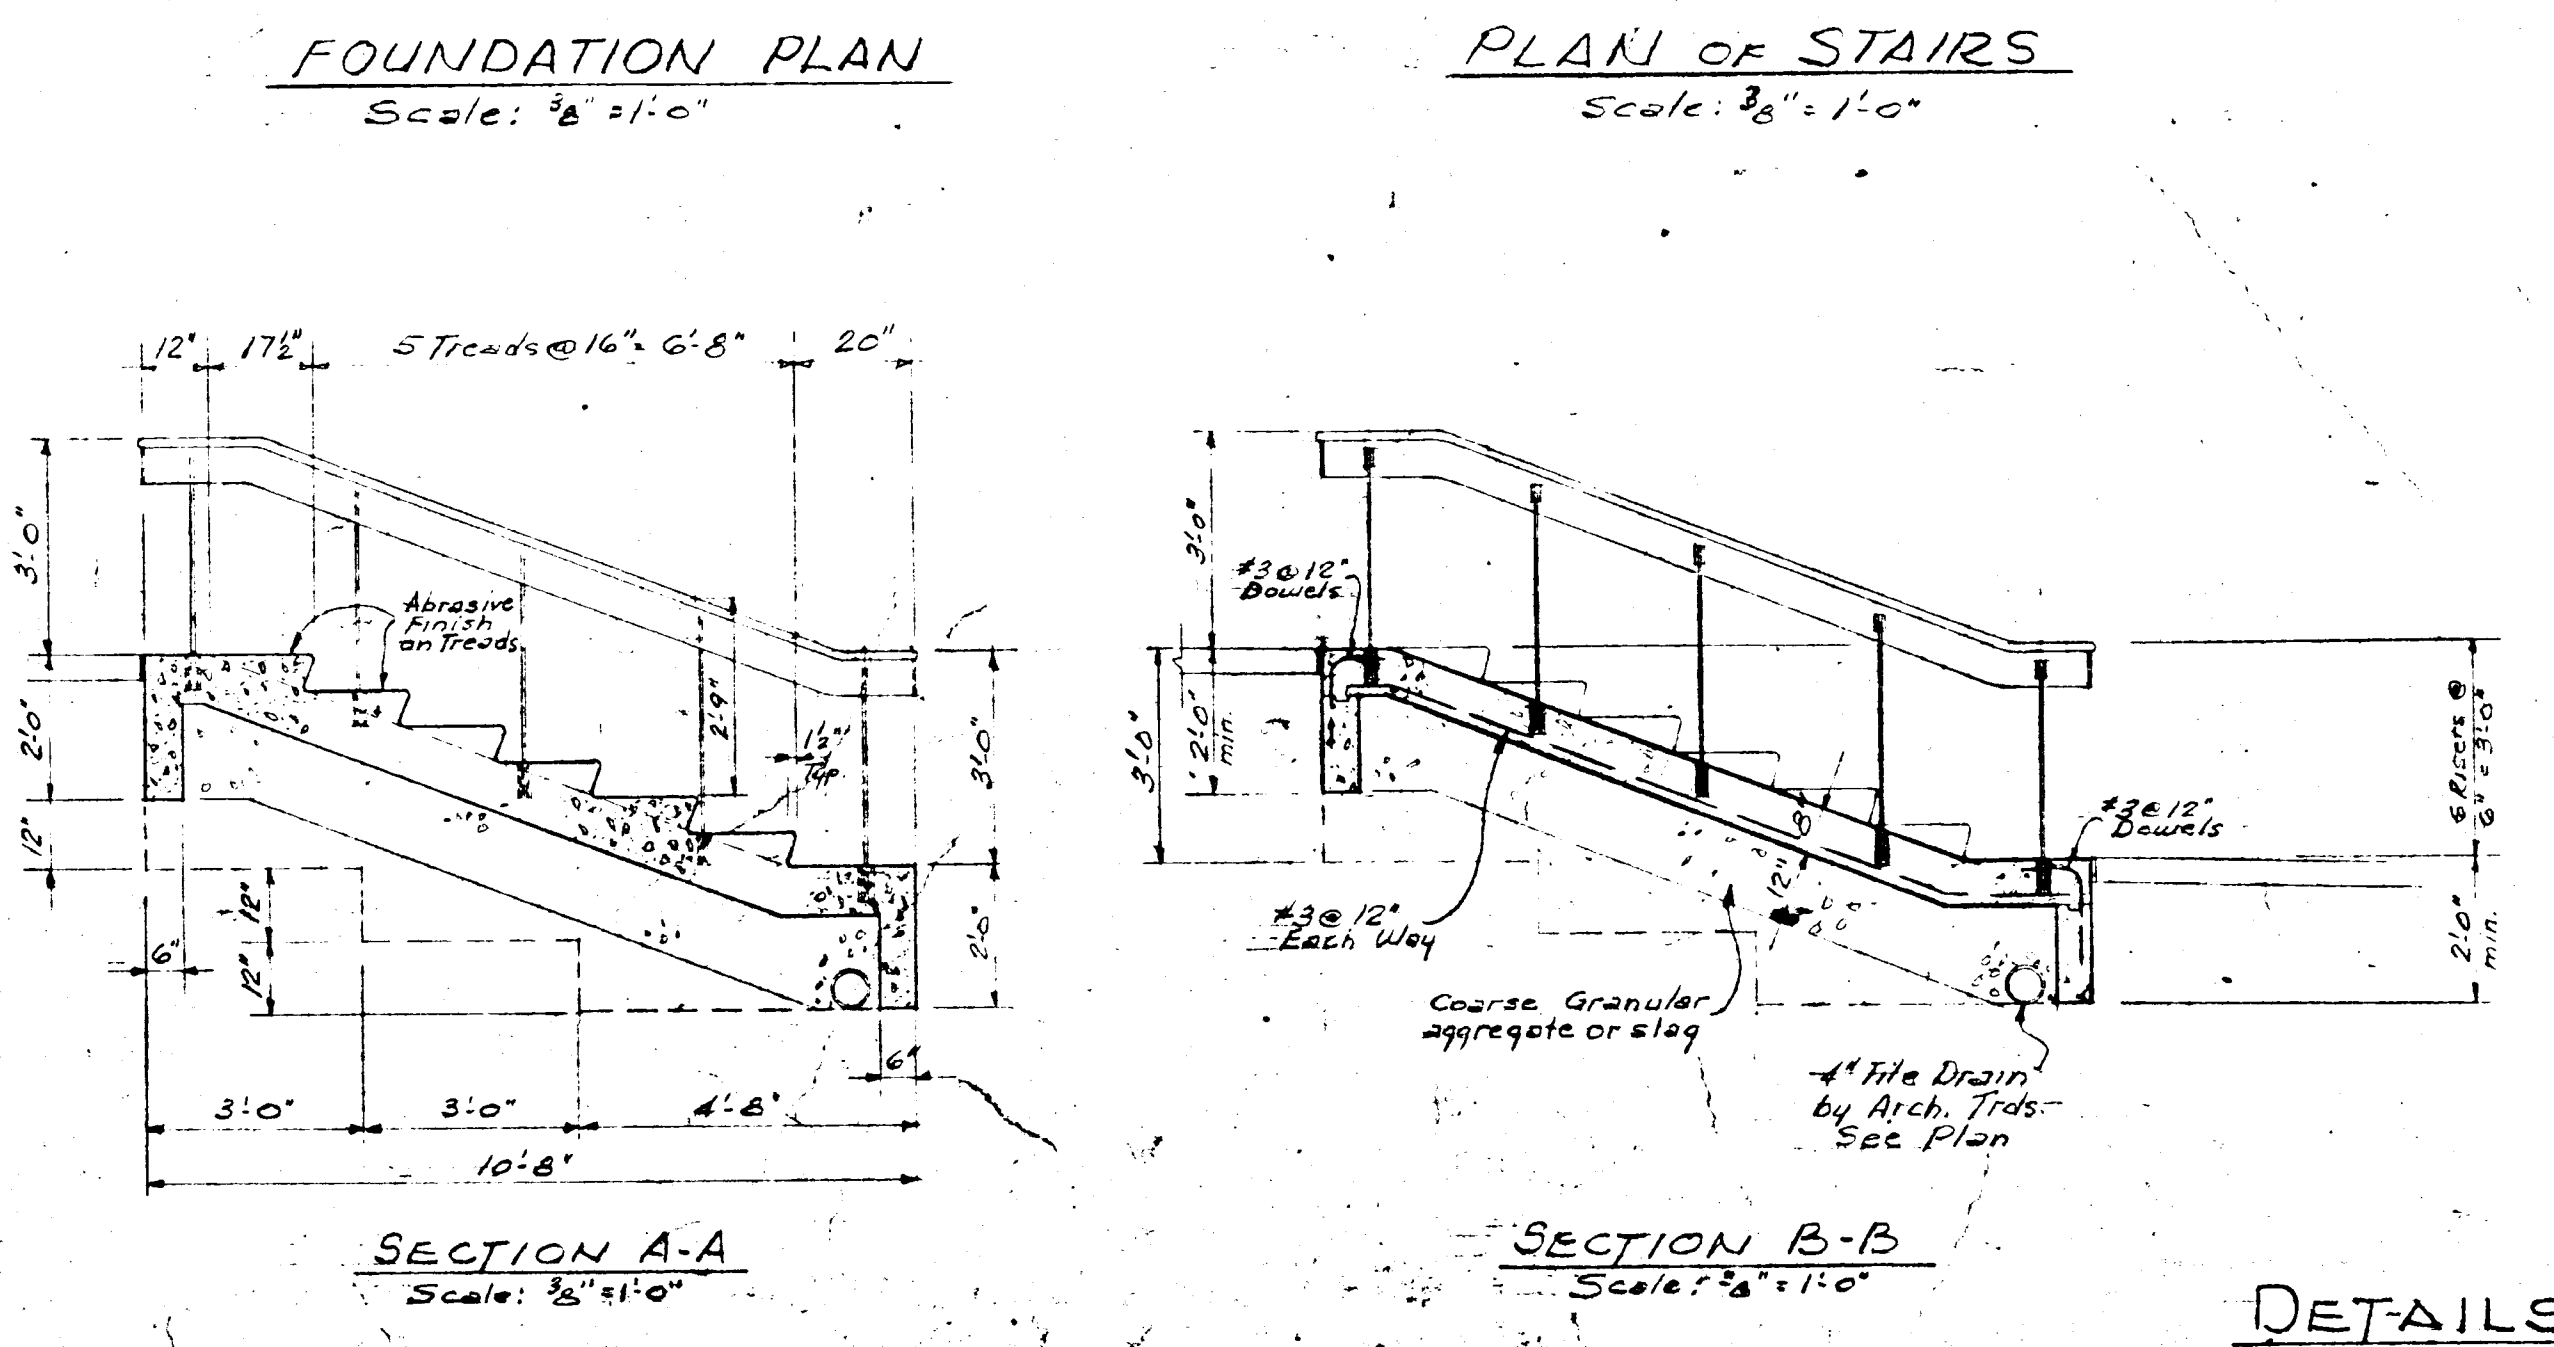 FOUNDATION PLAN
Scale: 3/8" = 1'-0"
PLAN OF STAIRS
Scale: 3/8" = 1'-0"
12" 17 1/2" 5 Treads @ 16" = 6'-8" 20"
3'-0"
2'-0"
12"
Abrasive
Finish
on Treads
2'-9"
1 1/2"
Typ.
3'-0"
2'-0"
12"
12"
6"
6"
3'-0" 3'-0" 4'-8"
10'-8"
SECTION A-A
Scale: 3/8" = 1'-0"
3'-0"
#3 @ 12"
Dowels
3'-0"
2'-0"
min.
8"
12"
#3 @ 12"
Each Way
Coarse Granular
aggregate or slag
#3 @ 12"
Dowels
6 Risers @
6" = 3'-0"
2'-0"
min.
4" Tile Drain
by Arch. Trds.
See Plan
SECTION B-B
Scale: 3/8" = 1'-0"
DETAILS